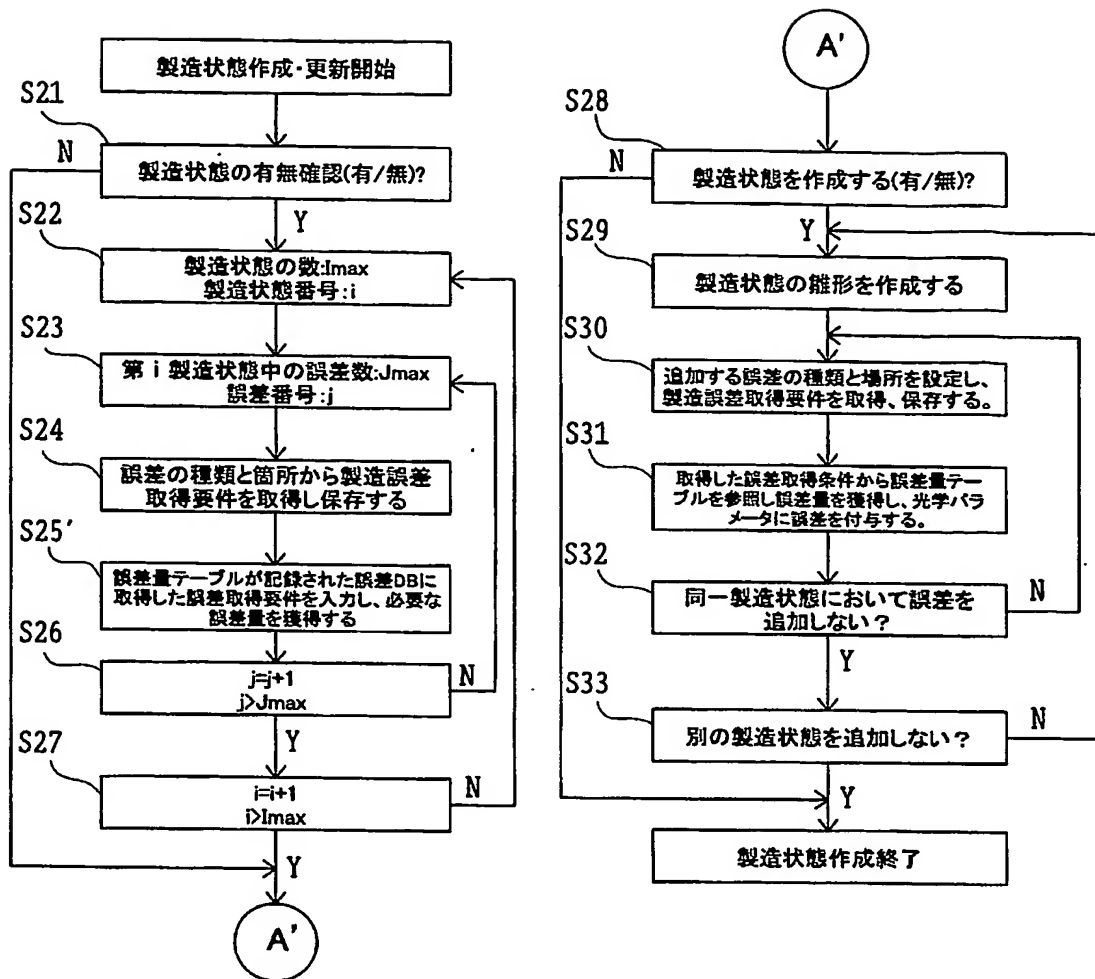 製造状態作成・更新開始
S21
N
製造状態の有無確認(有/無)?
Y
S22
製造状態の数:Imax
製造状態番号:i
S23
第 i 製造状態中の誤差数:Jmax
誤差番号:j
S24
誤差の種類と箇所から製造誤差
取得要件を取得し保存する
S25'
誤差量テーブルが記録された誤差DBに
取得した誤差取得要件を入力し、必要な
誤差量を獲得する
S26
j=j+1
j>Jmax
N
Y
S27
i=i+1
i>Imax
N
Y
A'
A'
S28
N
製造状態を作成する(有/無)?
Y
S29
製造状態の雛形を作成する
S30
追加する誤差の種類と場所を設定し、
製造誤差取得要件を取得、保存する。
S31
取得した誤差取得条件から誤差量テー
ブルを参照し誤差量を獲得し、光学パラ
メータに誤差を付与する。
S32
同一製造状態において誤差を
追加しない?
N
Y
S33
別の製造状態を追加しない?
N
Y
製造状態作成終了